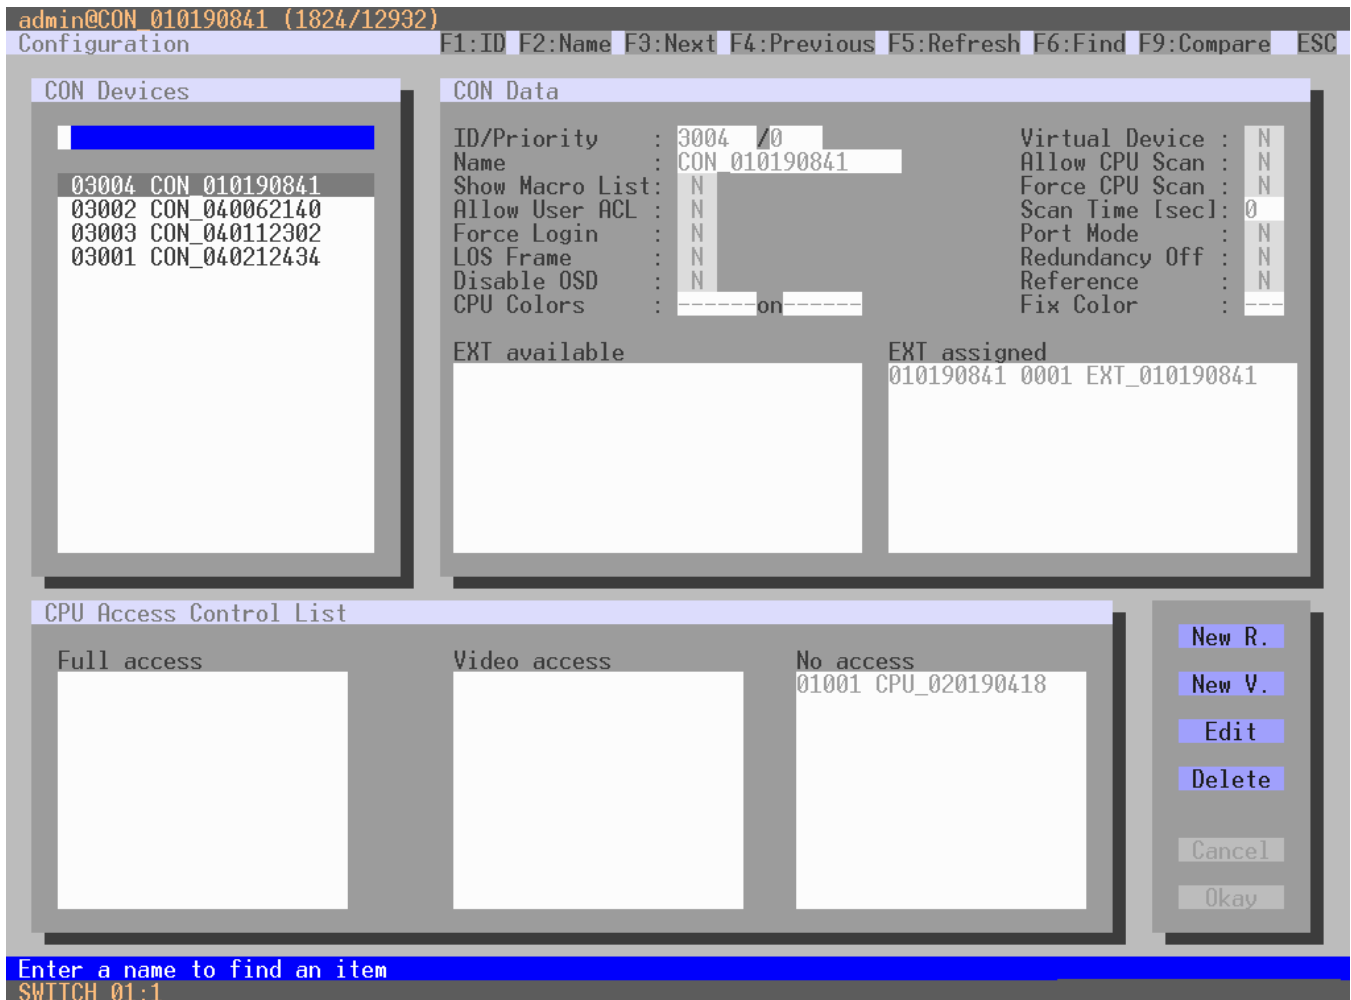 admin@CON_010190841 (1824/12932)
Configuration F1:ID F2:Name F3:Next F4:Previous F5:Refresh F6:Find F9:Compare ESC
CON Devices
03004 CON_010190841
03002 CON_040062140
03003 CON_040112302
03001 CON_040212434
CON Data
ID/Priority : 3004 /0
Name : CON_010190841
Show Macro List: N
Allow User ACL : N
Force Login : N
LOS Frame : N
Disable OSD : N
CPU Colors : ------on------
Virtual Device : N
Allow CPU Scan : N
Force CPU Scan : N
Scan Time [sec]: 0
Port Mode : N
Redundancy Off : N
Reference : N
Fix Color : ---
EXT available
EXT assigned
010190841 0001 EXT_010190841
CPU Access Control List
Full access
Video access
No access
01001 CPU_020190418
New R.
New V.
Edit
Delete
Cancel
Okay
Enter a name to find an item
SWITCH 01:1